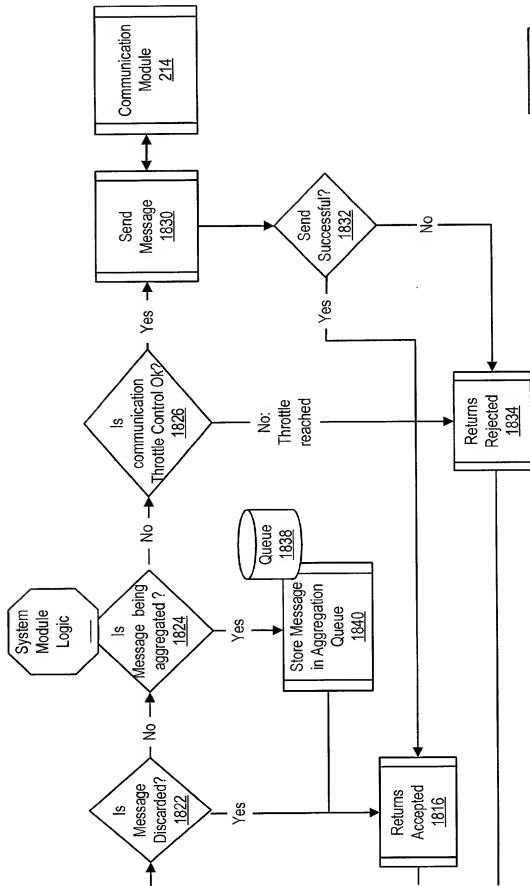 Is
Message
Discarded?
1822
No
Yes
System
Module
Logic
Is
Message being
aggregated ?
1824
No
Yes
Queue
1838
Store Message
in Aggregation
Queue
1840
Returns
Accepted
1816
Is
communication
Throttle Control Ok?
1826
Yes
No:
Throttle
reached
Send
Message
1830
Communication
Module
214
Send
Successful?
1832
Yes
No
Returns
Rejected
1834